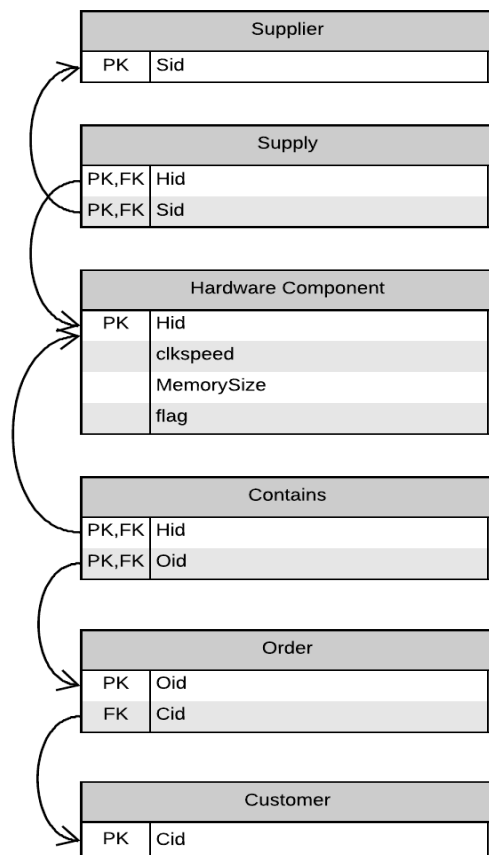 Supplier
PK Sid
Supply
PK,FK Hid
PK,FK Sid
Hardware Component
PK Hid
clkspeed
MemorySize
flag
Contains
PK,FK Hid
PK,FK Oid
Order
PK Oid
FK Cid
Customer
PK Cid